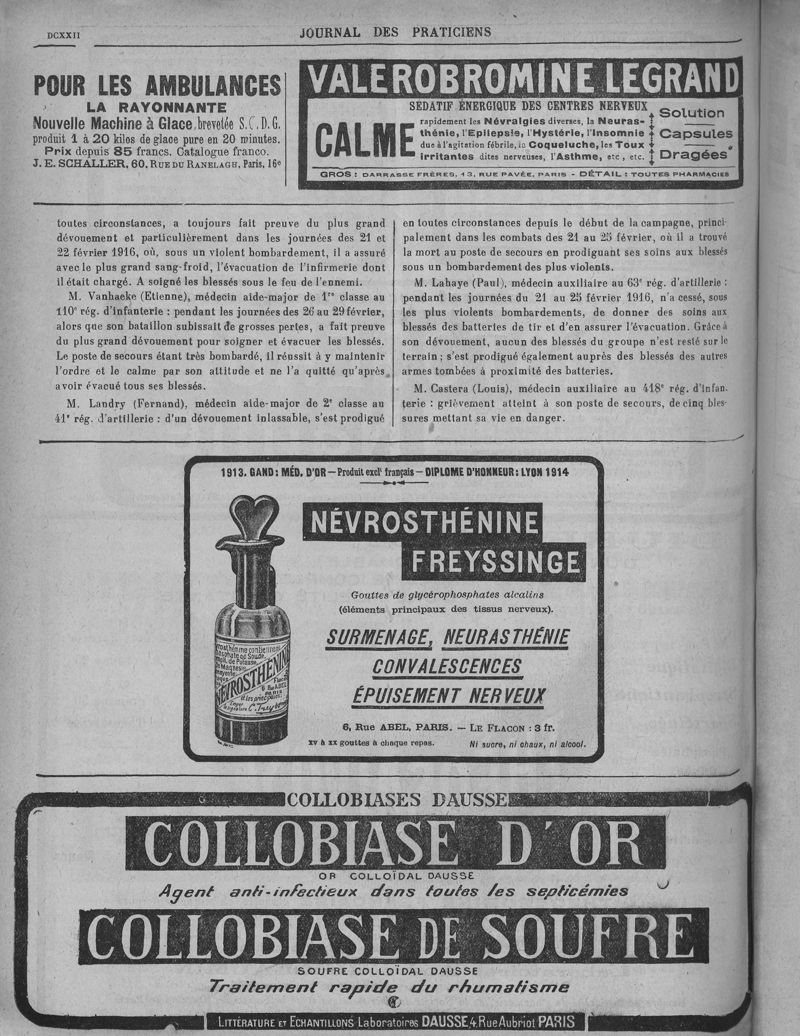 DCXXII
JOURNAL DES PRATICIENS
POUR LES AMBULANCES
LA RAYONNANTE
Nouvelle Machine à Glace, brevetée S.G.D.G.
produit 1 à 20 kilos de glace pure en 20 minutes.
Prix depuis 85 francs. Catalogue franco.
J. E. SCHALLER, 60, RUE DU RANELAGH, Paris, 16e
VALEROBROMINE LEGRAND
SÉDATIF ÉNERGIQUE DES CENTRES NERVEUX
CALME
rapidement les Névralgies diverses, la Neuras-
thénie, l'Epilepsie, l'Hystérie, l'Insomnie
due à l'agitation fébrile, la Coqueluche, les Toux
irritantes dites nerveuses, l'Asthme, etc., etc.
Solution
Capsules
Dragées
GROS : DARRASSE FRÈRES, 13, RUE PAVÉE, PARIS - DÉTAIL : TOUTES PHARMACIES
toutes circonstances, a toujours fait preuve du plus grand
dévouement et particulièrement dans les journées des 21 et
22 février 1916, où, sous un violent bombardement, il a assuré
avec le plus grand sang-froid, l'évacuation de l'infirmerie dont
il était chargé. A soigné les blessés sous le feu de l'ennemi.
M. Vanhaeke (Etienne), médecin aide-major de 1re classe au
110e rég. d'infanterie : pendant les journées des 26 au 29 février,
alors que son bataillon subissait de grosses pertes, a fait preuve
du plus grand dévouement pour soigner et évacuer les blessés.
Le poste de secours étant très bombardé, il réussit à y maintenir
l'ordre et le calme par son attitude et ne l'a quitté qu'après
avoir évacué tous ses blessés.
M. Landry (Fernand), médecin aide-major de 2e classe au
41e rég. d'artillerie : d'un dévouement inlassable, s'est prodigué
en toutes circonstances depuis le début de la campagne, princi-
palement dans les combats des 21 au 25 février, où il a trouvé
la mort au poste de secours en prodiguant ses soins aux blessés
sous un bombardement des plus violents.
M. Lahaye (Paul), médecin auxiliaire au 63e rég. d'artillerie :
pendant les journées du 21 au 25 février 1916, n'a cessé, sous
les plus violents bombardements, de donner des soins aux
blessés des batteries de tir et d'en assurer l'évacuation. Grâce à
son dévouement, aucun des blessés du groupe n'est resté sur le
terrain ; s'est prodigué également auprès des blessés des autres
armes tombées à proximité des batteries.
M. Castera (Louis), médecin auxiliaire au 418e rég. d'infan.
terie : grièvement atteint à son poste de secours, de cinq bles-
sures mettant sa vie en danger.
1913. GAND : MÉD. D'OR — Produit excl<sup>t</sup> français — DIPLOME D'HONNEUR : LYON 1914
NÉVROSTHÉNINE
FREYSSINGE
Gouttes de glycérophosphates alcalins
(éléments principaux des tissus nerveux).
SURMENAGE, NEURASTHÉNIE
CONVALESCENCES
ÉPUISEMENT NERVEUX
6, Rue ABEL, PARIS. — LE FLACON : 3 fr.
XV à XX gouttes à chaque repas.
Ni sucre, ni chaux, ni alcool.
NÉVROSTHÉNINE
6 Rue ABEL
PARIS
COLLOBIASES DAUSSE
COLLOBIASE D'OR
OR COLLOÏDAL DAUSSE
Agent anti-infectieux dans toutes les septicémies
COLLOBIASE DE SOUFRE
SOUFRE COLLOÏDAL DAUSSE
Traitement rapide du rhumatisme
LITTÉRATURE ET ECHANTILLONS Laboratoires DAUSSE, 4, Rue Aubriot PARIS